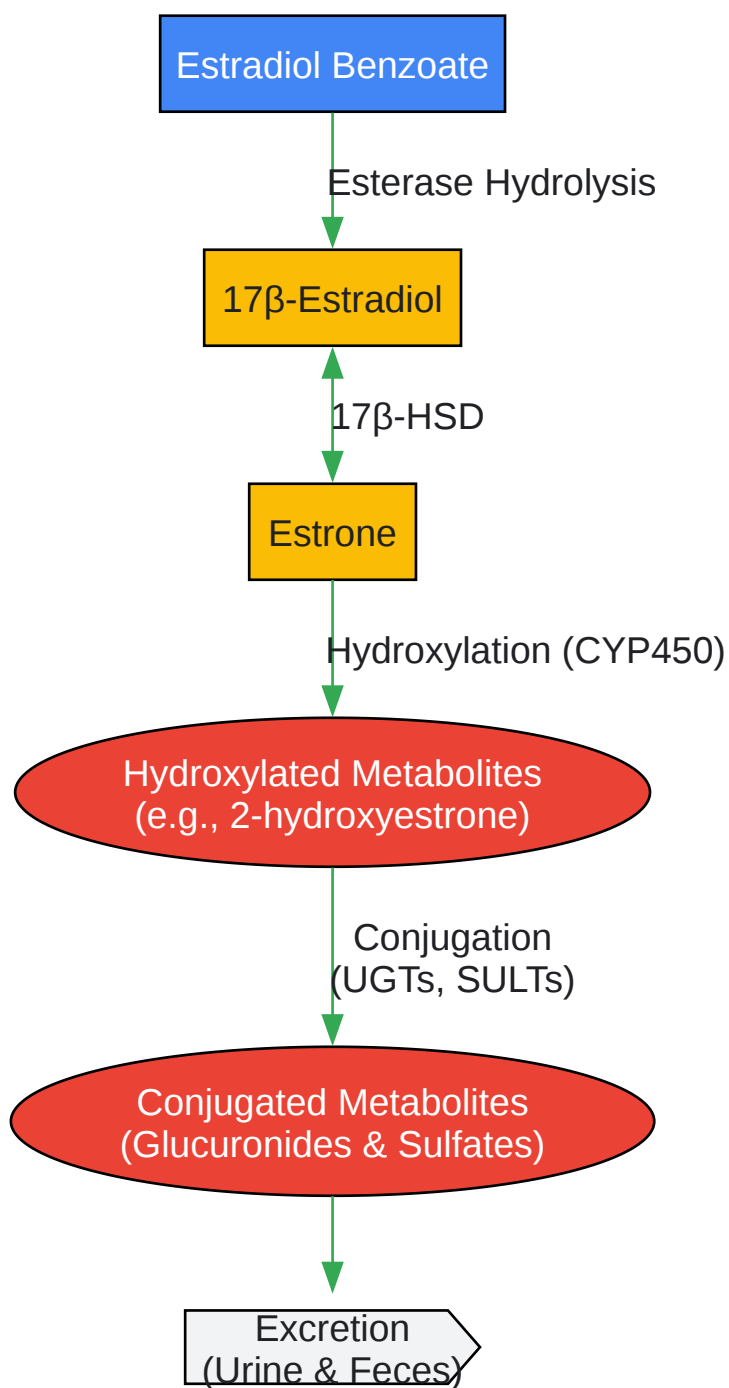 Estradiol Benzoate
Esterase Hydrolysis
17β-Estradiol
17β-HSD
Estrone
Hydroxylation (CYP450)
Hydroxylated Metabolites
(e.g., 2-hydroxyestrone)
Conjugation
(UGTs, SULTs)
Conjugated Metabolites
(Glucuronides & Sulfates)
Excretion
(Urine & Feces)